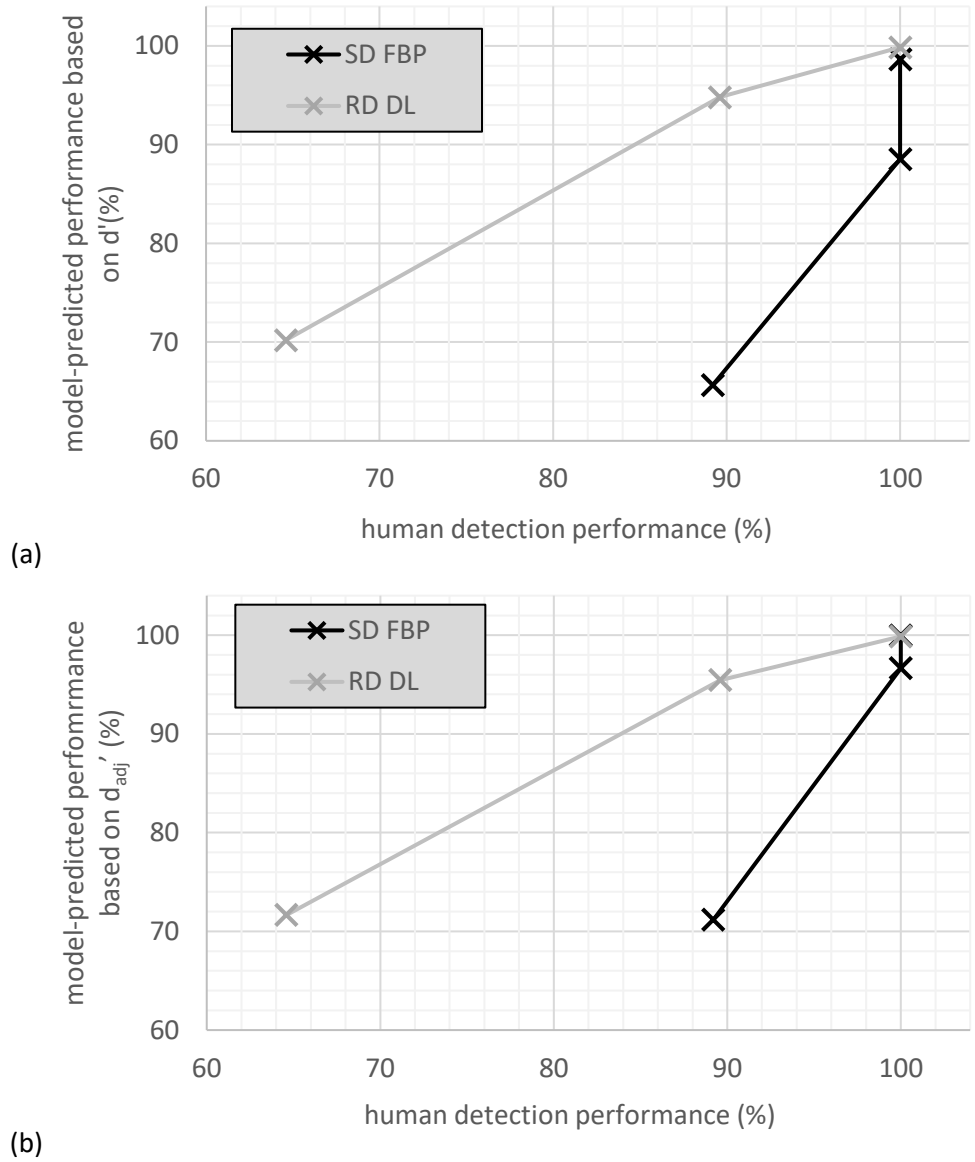 model-predicted performance based
on d'(%)
100
90
80
70
60
SD FBP
RD DL
60 70 80 90 100
human detection performance (%)
(a)
model-predicted perfomrmance
based on dadj’ (%)
100
90
80
70
60
SD FBP
RD DL
60 70 80 90 100
human detection performance (%)
(b)